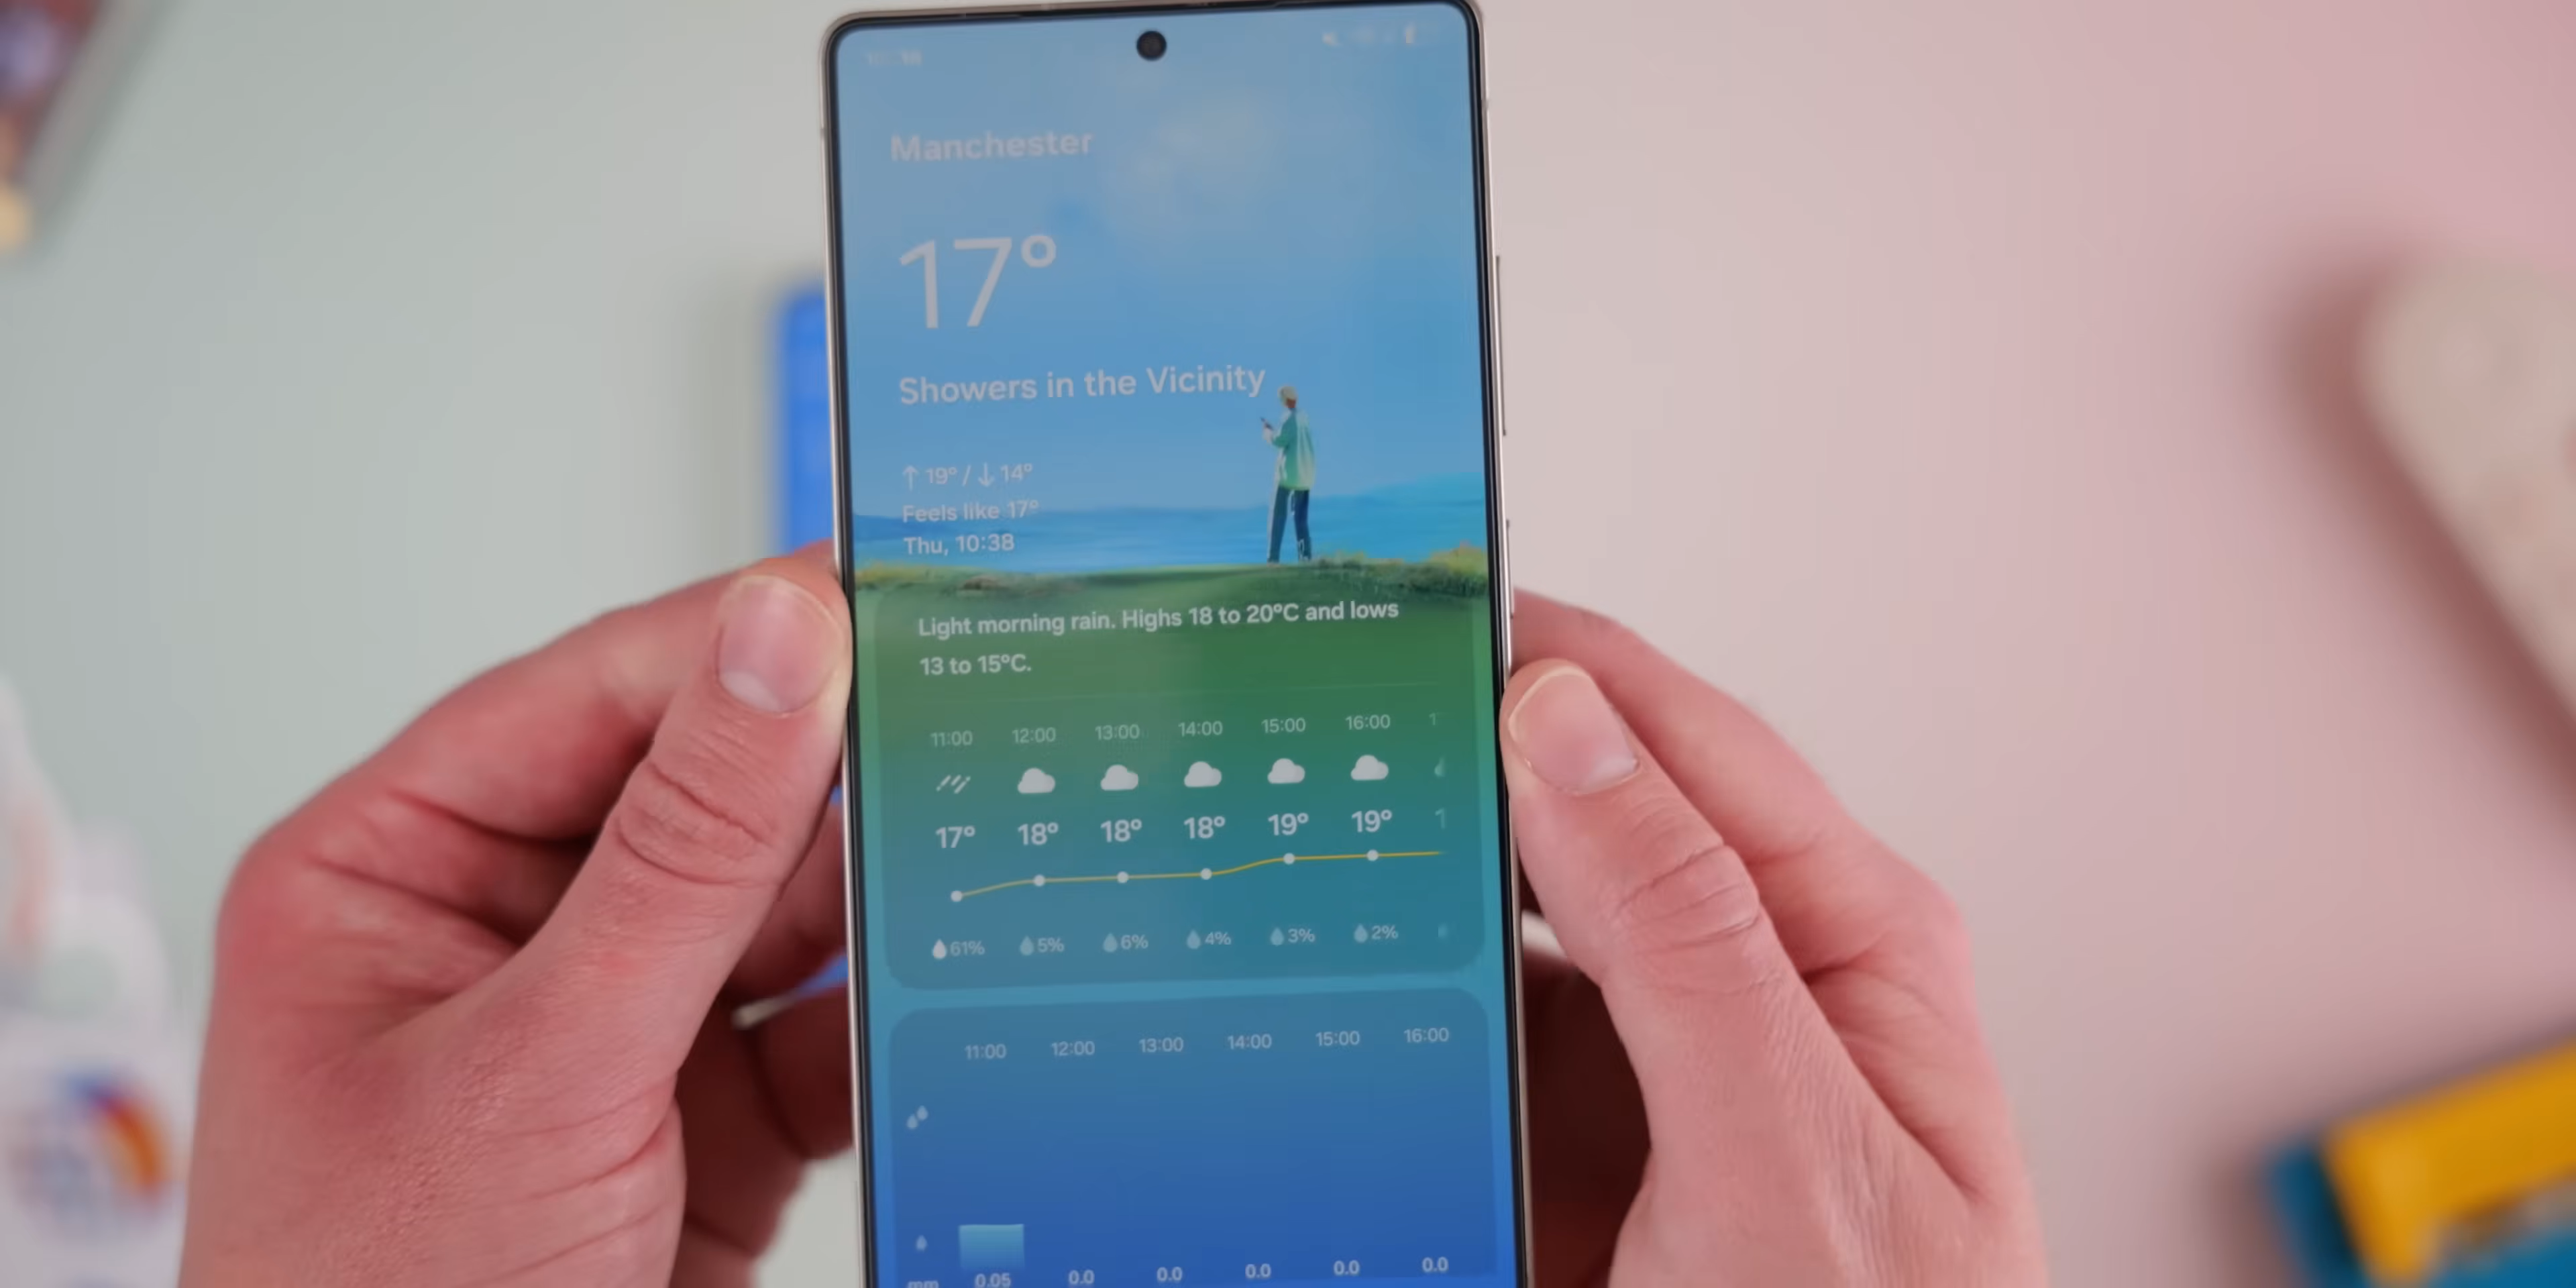 Manchester
17°
Showers in the Vicinity
↑ 19° / ↓ 14°
Feels like 17°
Thu, 10:38
Light morning rain. Highs 18 to 20°C and lows
13 to 15°C.
11:00 12:00 13:00 14:00 15:00 16:00
17° 18° 18° 18° 19° 19°
61% 5% 6% 4% 3% 2%
11:00 12:00 13:00 14:00 15:00 16:00
mm 0.05 0.0 0.0 0.0 0.0 0.0